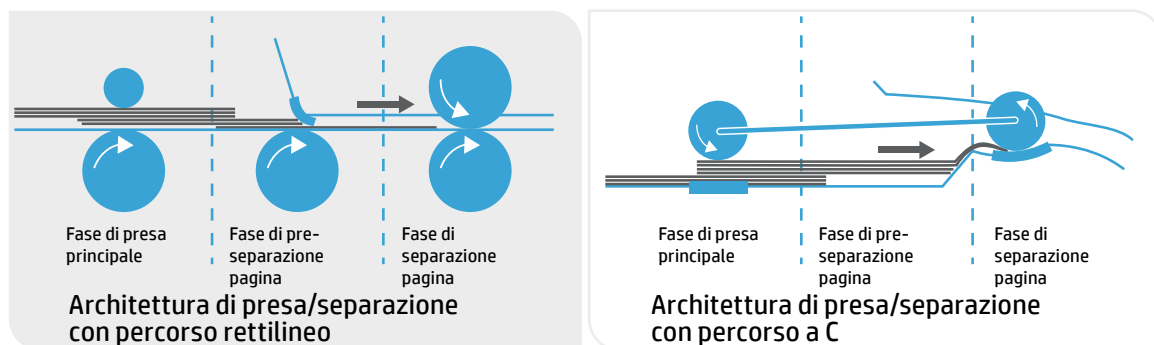 Fase di presa
principale
Fase di pre-
separazione
pagina
Fase di
separazione
pagina
Architettura di presa/separazione
con percorso rettilineo
Fase di presa
principale
Fase di pre-
separazione
pagina
Fase di
separazione
pagina
Architettura di presa/separazione
con percorso a C